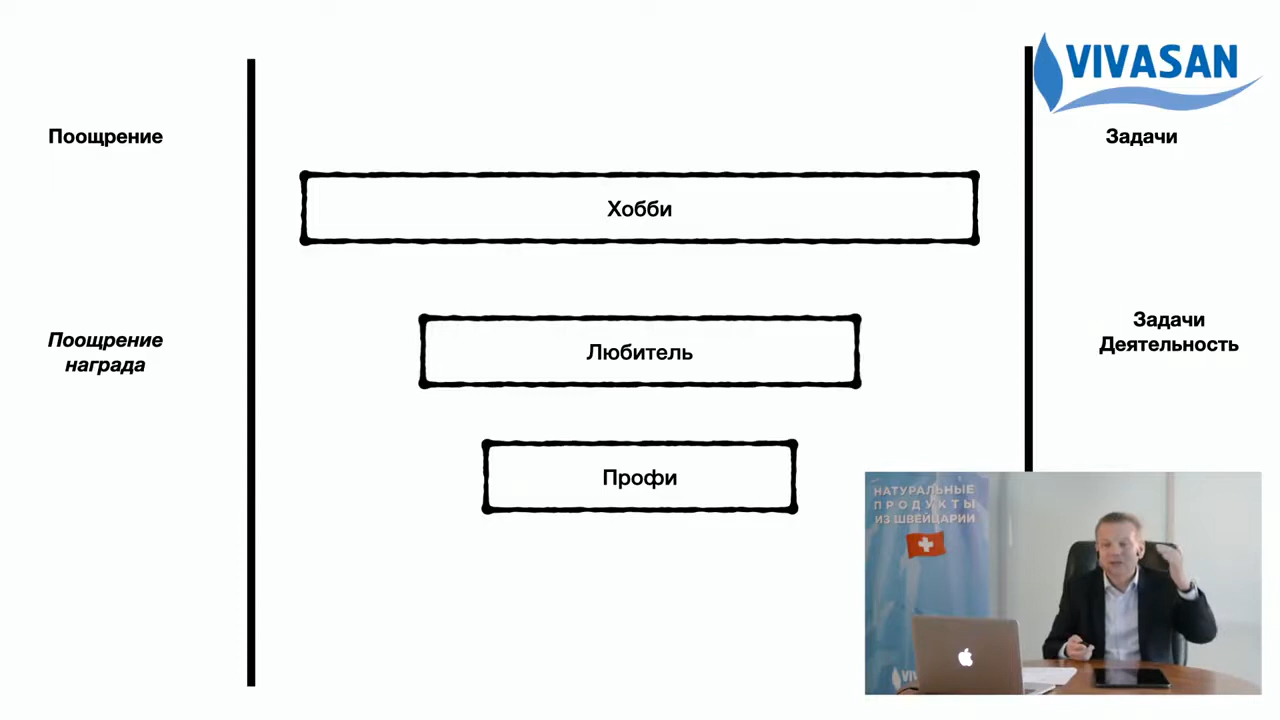 VIVASAN
Поощрение
Задачи
Хобби
Поощрение
награда
Любитель
Задачи
Деятельность
Профи
НАТУРАЛЬНЫЕ
ПРОДУКТЫ
ИЗ ШВЕЙЦАРИИ